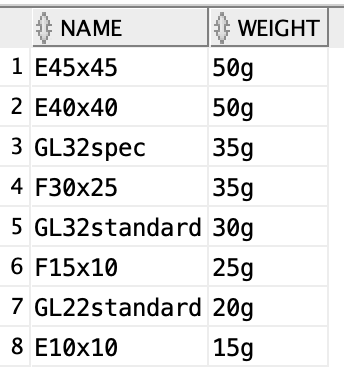 NAME WEIGHT
1 E45x45 50g
2 E40x40 50g
3 GL32spec 35g
4 F30x25 35g
5 GL32standard 30g
6 F15x10 25g
7 GL22standard 20g
8 E10x10 15g